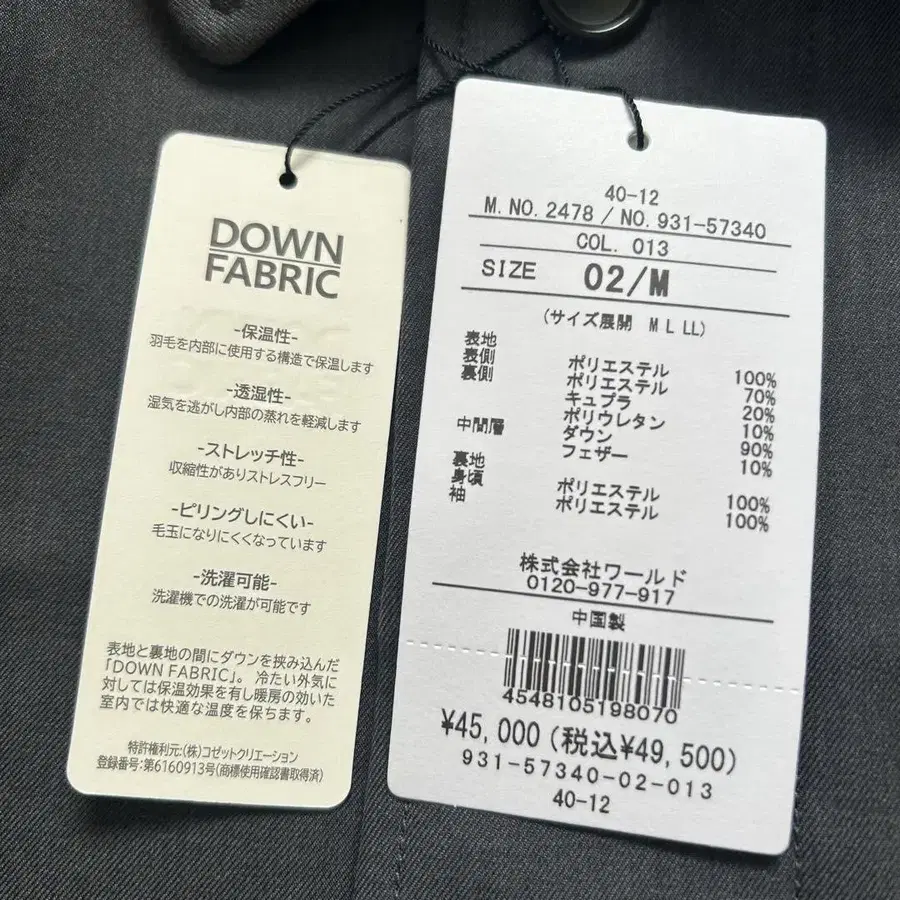 DOWN
FABRIC
-保温性-
羽毛を内部に使用する構造で保温します
-透湿性-
湿気を逃がし内部の蒸れを軽減します
-ストレッチ性-
収縮性がありストレスフリー
-ピリングしにくい-
毛玉になりにくくなっています
-洗濯可能-
洗濯機での洗濯が可能です
表地と裏地の間にダウンを挟み込んだ
「DOWN FABRIC」。冷たい外気に
対しては保温効果を有し暖房の効いた
室内では快適な温度を保ちます。
特許権利元:(株)コゼットクリエーション
登録番号:第6160913号(商標使用確認書取得済)
40-12
M. NO. 2478 / NO. 931-57340
COL. 013
SIZE 02/M
(サイズ展開 M L LL)
表地
表側 ポリエステル 100%
裏側 ポリエステル 70%
キュプラ 20%
ポリウレタン 10%
中間層 ダウン 90%
フェザー 10%
裏地
身頃 ポリエステル 100%
袖 ポリエステル 100%
株式会社ワールド
0120-977-917
中国製
4548105198070
¥45,000 (税込¥49,500)
931-57340-02-013
40-12